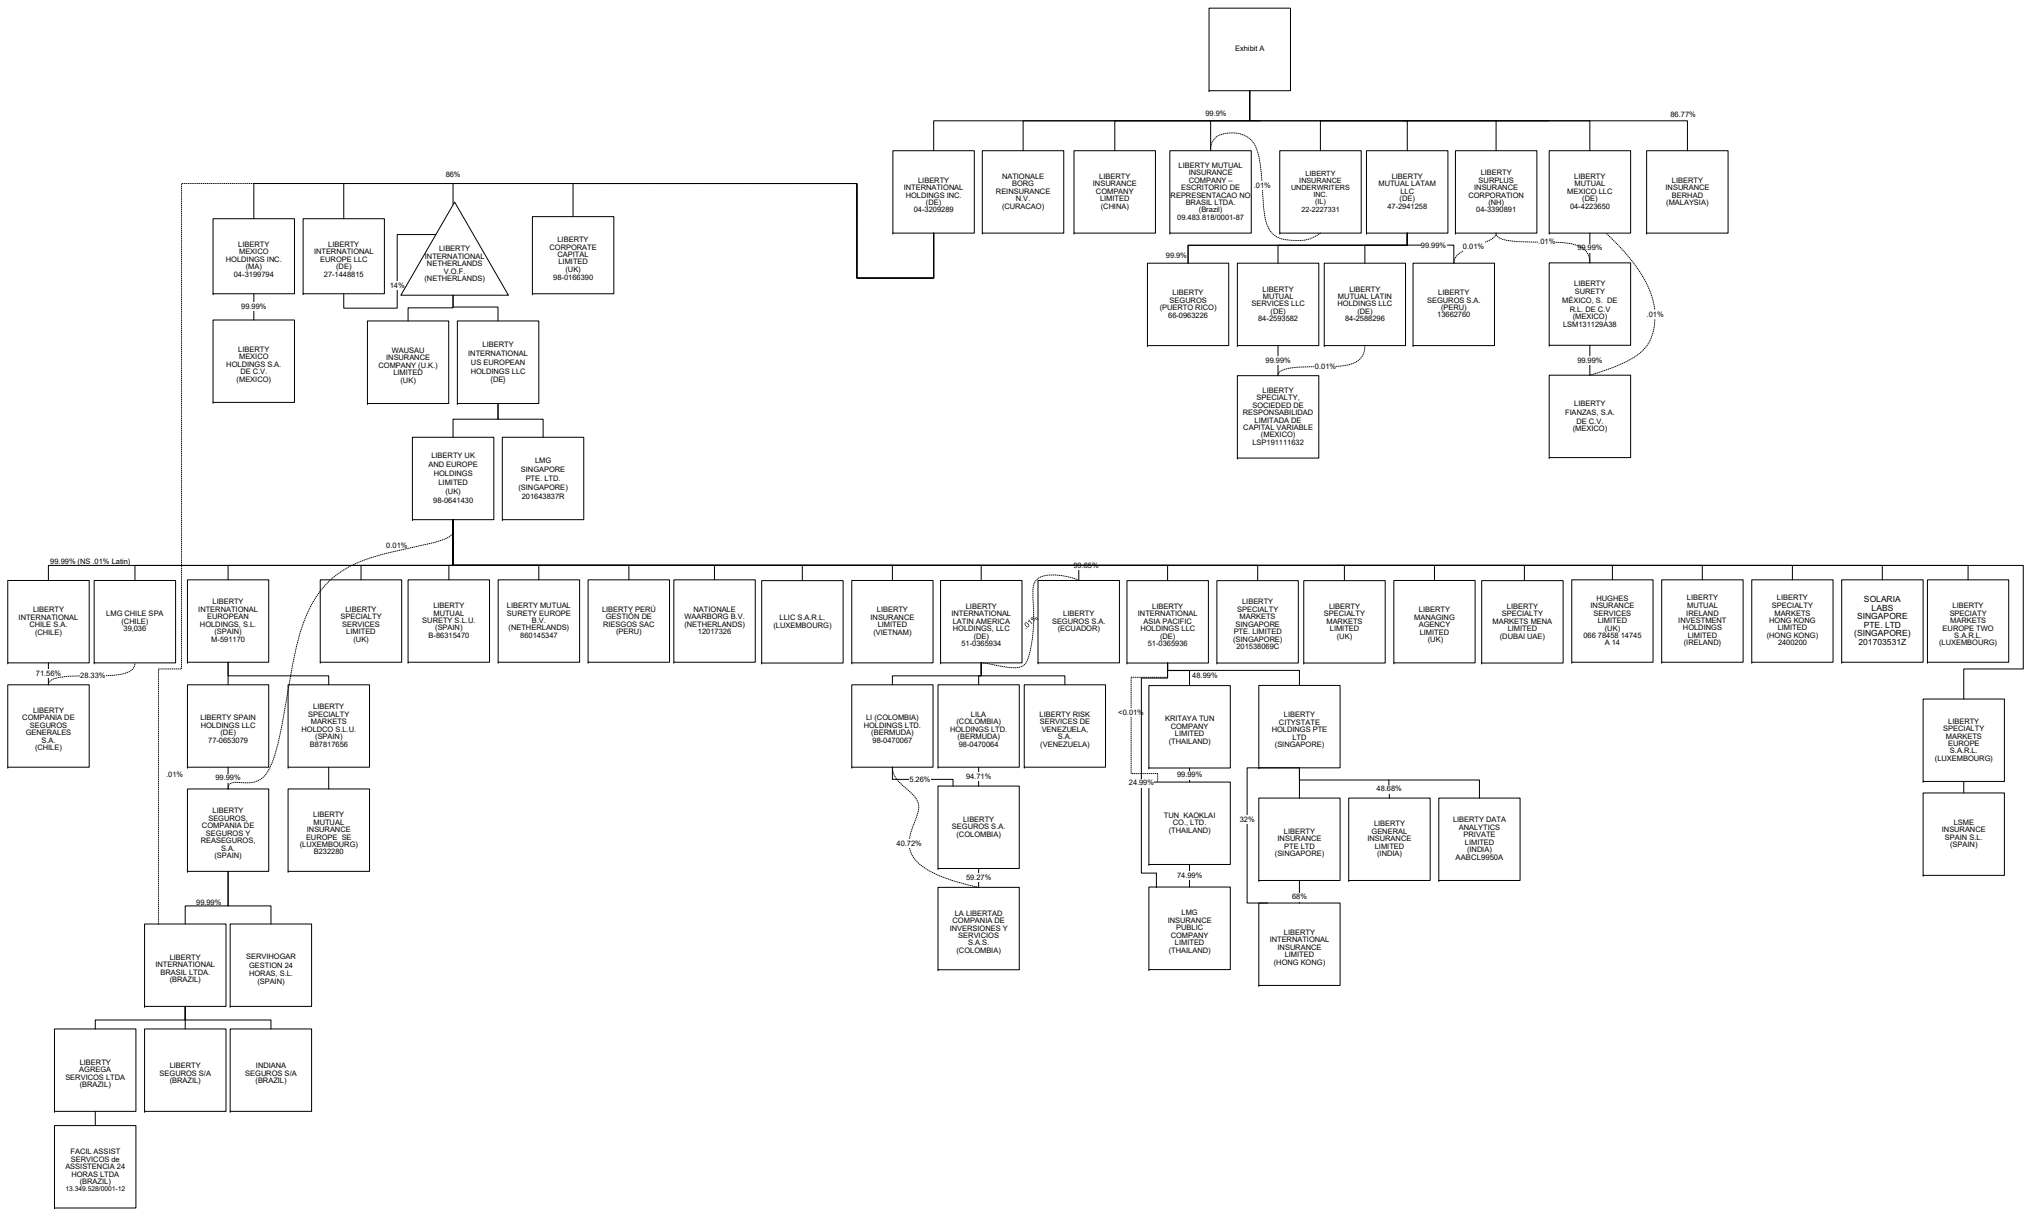 Exhibit A
99.9%
86.77%
LIBERTY
INTERNATIONAL
HOLDINGS INC.
(DE)
04-3209289
NATIONALE
BORG
REINSURANCE
N.V.
(CURACAO)
LIBERTY
INSURANCE
COMPANY
LIMITED
(CHINA)
LIBERTY MUTUAL
INSURANCE
COMPANY –
ESCRITORIO DE
REPRESENTACAO NO
BRASIL LTDA.
(Brazil)
09.483.818/0001-87
.01%
LIBERTY
INSURANCE
UNDERWRITERS
INC.
(IL)
22-2227331
LIBERTY
MUTUAL LATAM
LLC
(DE)
47-2941258
LIBERTY
SURPLUS
INSURANCE
CORPORATION
(NH)
04-3390891
LIBERTY
MUTUAL
MEXICO LLC
(DE)
04-4223650
LIBERTY
INSURANCE
BERHAD
(MALAYSIA)
86%
LIBERTY
MEXICO
HOLDINGS INC.
(MA)
04-3199794
LIBERTY
INTERNATIONAL
EUROPE LLC
(DE)
27-1448815
14%
LIBERTY
INTERNATIONAL
NETHERLANDS
V.O.F.
(NETHERLANDS)
LIBERTY
CORPORATE
CAPITAL
LIMITED
(UK)
98-0166390
99.9%
99.99%
0.01%
.01%
99.99%
.01%
LIBERTY
SEGUROS
(PUERTO RICO)
66-0963226
LIBERTY
MUTUAL
SERVICES LLC
(DE)
84-2593582
LIBERTY
MUTUAL LATIN
HOLDINGS LLC
(DE)
84-2588296
LIBERTY
SEGUROS S.A.
(PERU)
13662760
LIBERTY
SURETY
MÉXICO, S. DE
R.L. DE C.V
(MEXICO)
LSM131129A38
99.99%
LIBERTY
MEXICO
HOLDINGS S.A.
DE C.V.
(MEXICO)
WAUSAU
INSURANCE
COMPANY (U.K.)
LIMITED
(UK)
LIBERTY
INTERNATIONAL
US EUROPEAN
HOLDINGS LLC
(DE)
99.99%
0.01%
99.99%
LIBERTY
SPECIALTY,
SOCIEDED DE
RESPONSABILIDAD
LIMITADA DE
CAPITAL VARIABLE
(MEXICO)
LSP191111632
LIBERTY
FIANZAS, S.A.
DE C.V.
(MEXICO)
LIBERTY UK
AND EUROPE
HOLDINGS
LIMITED
(UK)
98-0641430
LMG
SINGAPORE
PTE. LTD.
(SINGAPORE)
201643837R
0.01%
99.99% (NS .01% Latin)
99.65%
LIBERTY
INTERNATIONAL
CHILE S.A.
(CHILE)
LMG CHILE SPA
(CHILE)
39,036
LIBERTY
INTERNATIONAL
EUROPEAN
HOLDINGS, S.L.
(SPAIN)
M-591170
LIBERTY
SPECIALTY
SERVICES
LIMITED
(UK)
LIBERTY
MUTUAL
SURETY S.L.U.
(SPAIN)
B-86315470
LIBERTY MUTUAL
SURETY EUROPE
B.V.
(NETHERLANDS)
860145347
LIBERTY PERÚ
GESTIÓN DE
RIESGOS SAC
(PERU)
NATIONALE
WAARBORG B.V.
(NETHERLANDS)
12017326
LLIC S.A.R.L.
(LUXEMBOURG)
LIBERTY
INSURANCE
LIMITED
(VIETNAM)
LIBERTY
INTERNATIONAL
LATIN AMERICA
HOLDINGS, LLC
(DE)
51-0365934
.01%
LIBERTY
SEGUROS S.A.
(ECUADOR)
LIBERTY
INTERNATIONAL
ASIA PACIFIC
HOLDINGS LLC
(DE)
51-0365936
LIBERTY
SPECIALTY
MARKETS
SINGAPORE
PTE. LIMITED
(SINGAPORE)
201538069C
LIBERTY
SPECIALTY
MARKETS
LIMITED
(UK)
LIBERTY
MANAGING
AGENCY
LIMITED
(UK)
LIBERTY
SPECIALTY
MARKETS MENA
LIMITED
(DUBAI UAE)
HUGHES
INSURANCE
SERVICES
LIMITED
(UK)
066 78458 14745
A 14
LIBERTY
MUTUAL
IRELAND
INVESTMENT
HOLDINGS
LIMITED
(IRELAND)
LIBERTY
SPECIALTY
MARKETS
HONG KONG
LIMITED
(HONG KONG)
2400200
SOLARIA
LABS
SINGAPORE
PTE. LTD
(SINGAPORE)
201703531Z
LIBERTY
SPECIALTY
MARKETS
EUROPE TWO
S.A.R.L.
(LUXEMBOURG)
71.56%
28.33%
LIBERTY
COMPANIA DE
SEGUROS
GENERALES
S.A.
(CHILE)
LIBERTY SPAIN
HOLDINGS LLC
(DE)
77-0653079
LIBERTY
SPECIALTY
MARKETS
HOLDCO S.L.U.
(SPAIN)
B87817656
LI (COLOMBIA)
HOLDINGS LTD.
(BERMUDA)
98-0470067
LILA
(COLOMBIA)
HOLDINGS LTD.
(BERMUDA)
98-0470064
LIBERTY RISK
SERVICES DE
VENEZUELA,
S.A.
(VENEZUELA)
48.99%
<0.01%
KRITAYA TUN
COMPANY
LIMITED
(THAILAND)
LIBERTY
CITYSTATE
HOLDINGS PTE
LTD
(SINGAPORE)
LIBERTY
SPECIALTY
MARKETS
EUROPE
S.A.R.L.
(LUXEMBOURG)
.01%
99.99%
5.26%
94.71%
24.99%
99.99%
48.68%
32%
LIBERTY
SEGUROS,
COMPANIA DE
SEGUROS Y
REASEGUROS,
S.A.
(SPAIN)
LIBERTY
MUTUAL
INSURANCE
EUROPE SE
(LUXEMBOURG)
B232280
LIBERTY
SEGUROS S.A.
(COLOMBIA)
40.72%
TUN KAOKLAI
CO., LTD.
(THAILAND)
LIBERTY
INSURANCE
PTE LTD
(SINGAPORE)
LIBERTY
GENERAL
INSURANCE
LIMITED
(INDIA)
LIBERTY DATA
ANALYTICS
PRIVATE
LIMITED
(INDIA)
AABCL9950A
LSME
INSURANCE
SPAIN S.L.
(SPAIN)
99.99%
59.27%
74.99%
68%
LA LIBERTAD
COMPANIA DE
INVERSIONES Y
SERVICIOS
S.A.S.
(COLOMBIA)
LMG
INSURANCE
PUBLIC
COMPANY
LIMITED
(THAILAND)
LIBERTY
INTERNATIONAL
INSURANCE
LIMITED
(HONG KONG)
LIBERTY
INTERNATIONAL
BRASIL LTDA.
(BRAZIL)
SERVIHOGAR
GESTION 24
HORAS, S.L.
(SPAIN)
LIBERTY
AGREGA
SERVICOS LTDA
(BRAZIL)
LIBERTY
SEGUROS S/A
(BRAZIL)
INDIANA
SEGUROS S/A
(BRAZIL)
FACIL ASSIST
SERVICOS de
ASSISTENCIA 24
HORAS LTDA
(BRAZIL)
13.349.528/0001-12